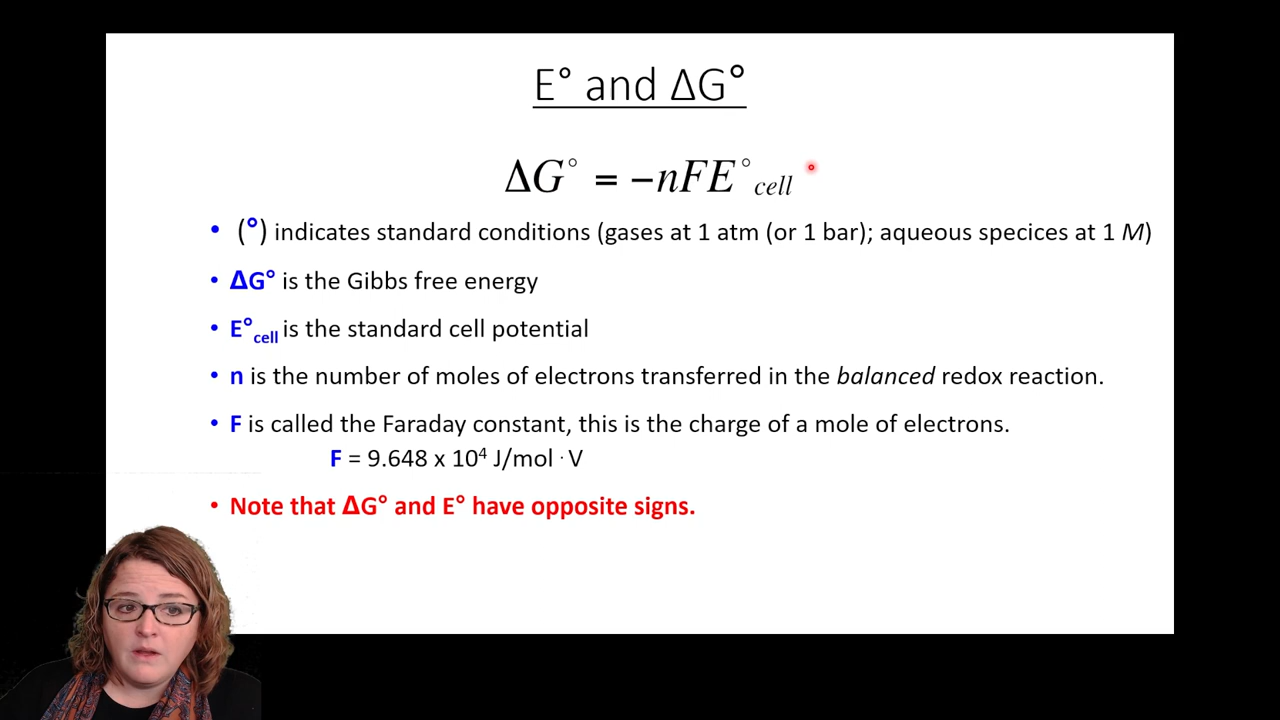 E° and ΔG°
ΔG° = −nFE°cell
• (°) indicates standard conditions (gases at 1 atm (or 1 bar); aqueous specices at 1 M)
• ΔG° is the Gibbs free energy
• E°cell is the standard cell potential
• n is the number of moles of electrons transferred in the balanced redox reaction.
• F is called the Faraday constant, this is the charge of a mole of electrons.
F = 9.648 x 10⁴ J/mol · V
• Note that ΔG° and E° have opposite signs.